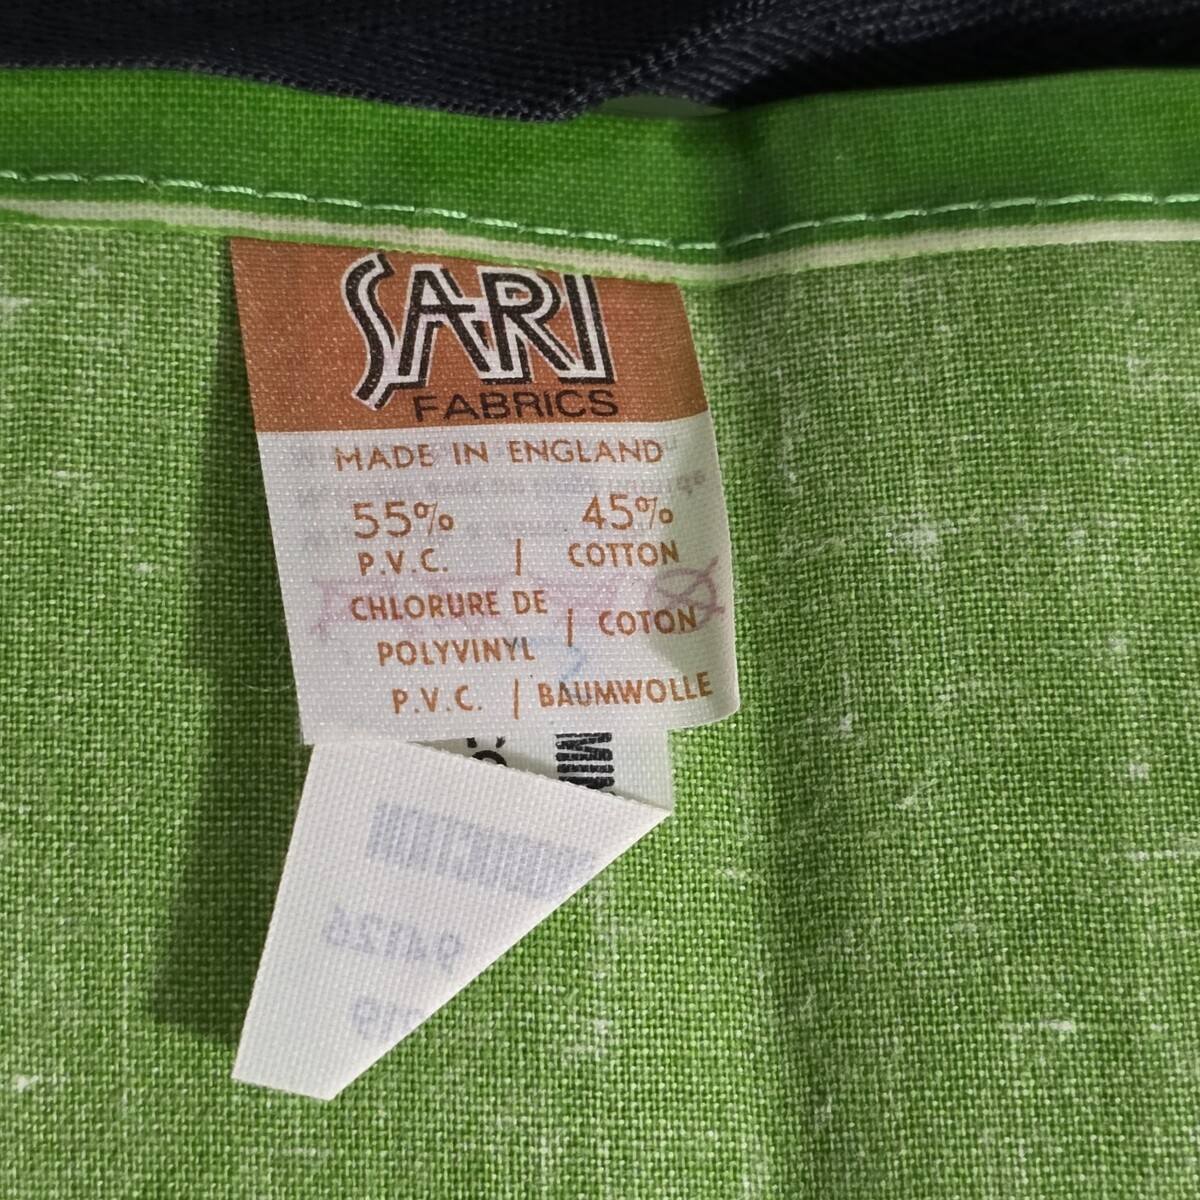 SARI
FABRICS
MADE IN ENGLAND
55% 45%
P.V.C. / COTTON
CHLORURE DE POLYVINYL / COTON
P.V.C. / BAUMWOLLE